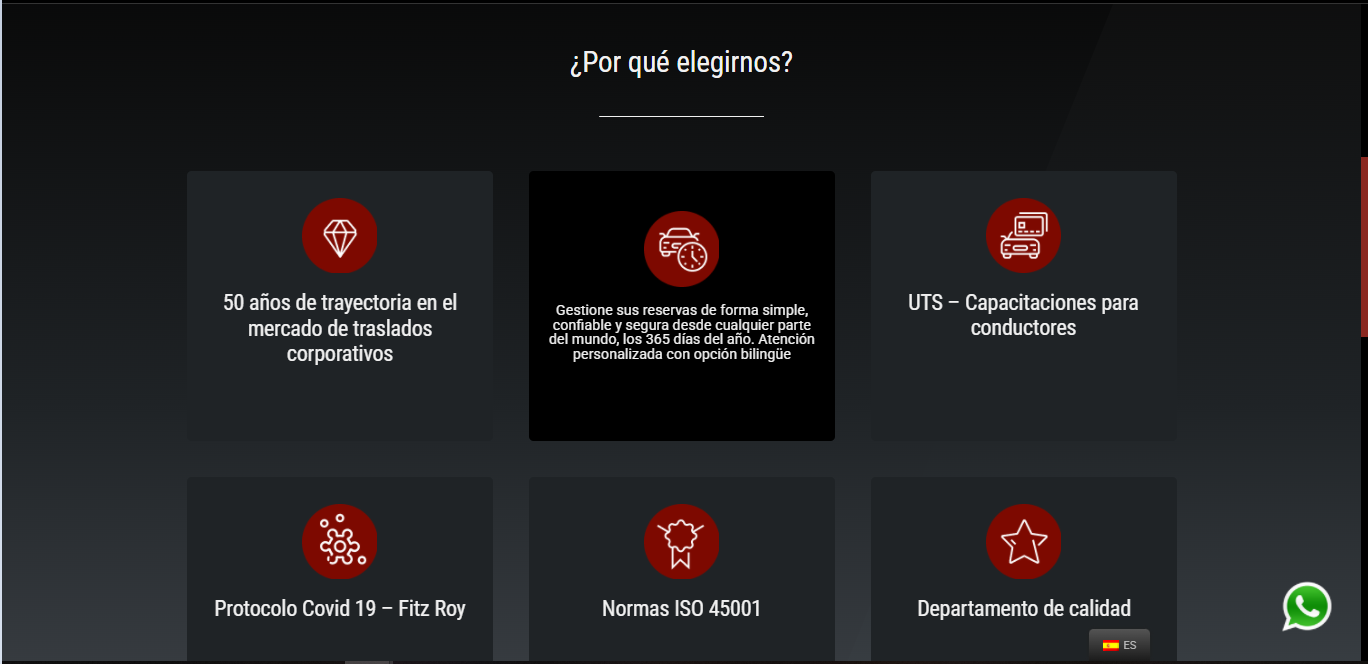 ¿Por qué elegirnos?
50 años de trayectoria en el
mercado de traslados
corporativos
Gestione sus reservas de forma simple,
confiable y segura desde cualquier parte
del mundo, los 365 días del año. Atención
personalizada con opción bilingüe
UTS – Capacitaciones para
conductores
Protocolo Covid 19 – Fitz Roy
Normas ISO 45001
Departamento de calidad
ES